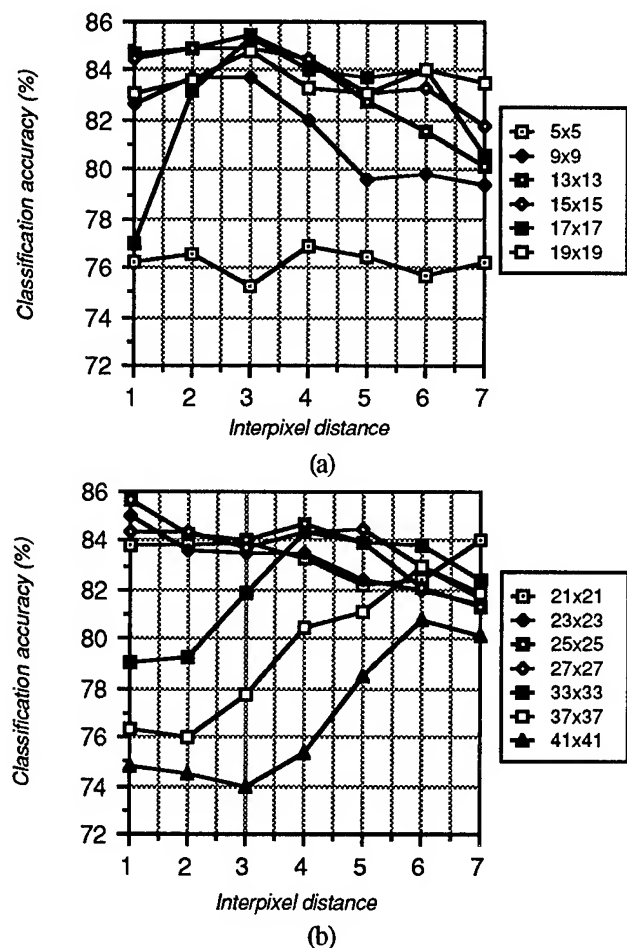 86
84
82
80
78
76
74
72
Classification accuracy (%)
1 2 3 4 5 6 7
Interpixel distance
5x5
9x9
13x13
15x15
17x17
19x19
(a)
86
84
82
80
78
76
74
72
Classification accuracy (%)
1 2 3 4 5 6 7
Interpixel distance
21x21
23x23
25x25
27x27
33x33
37x37
41x41
(b)